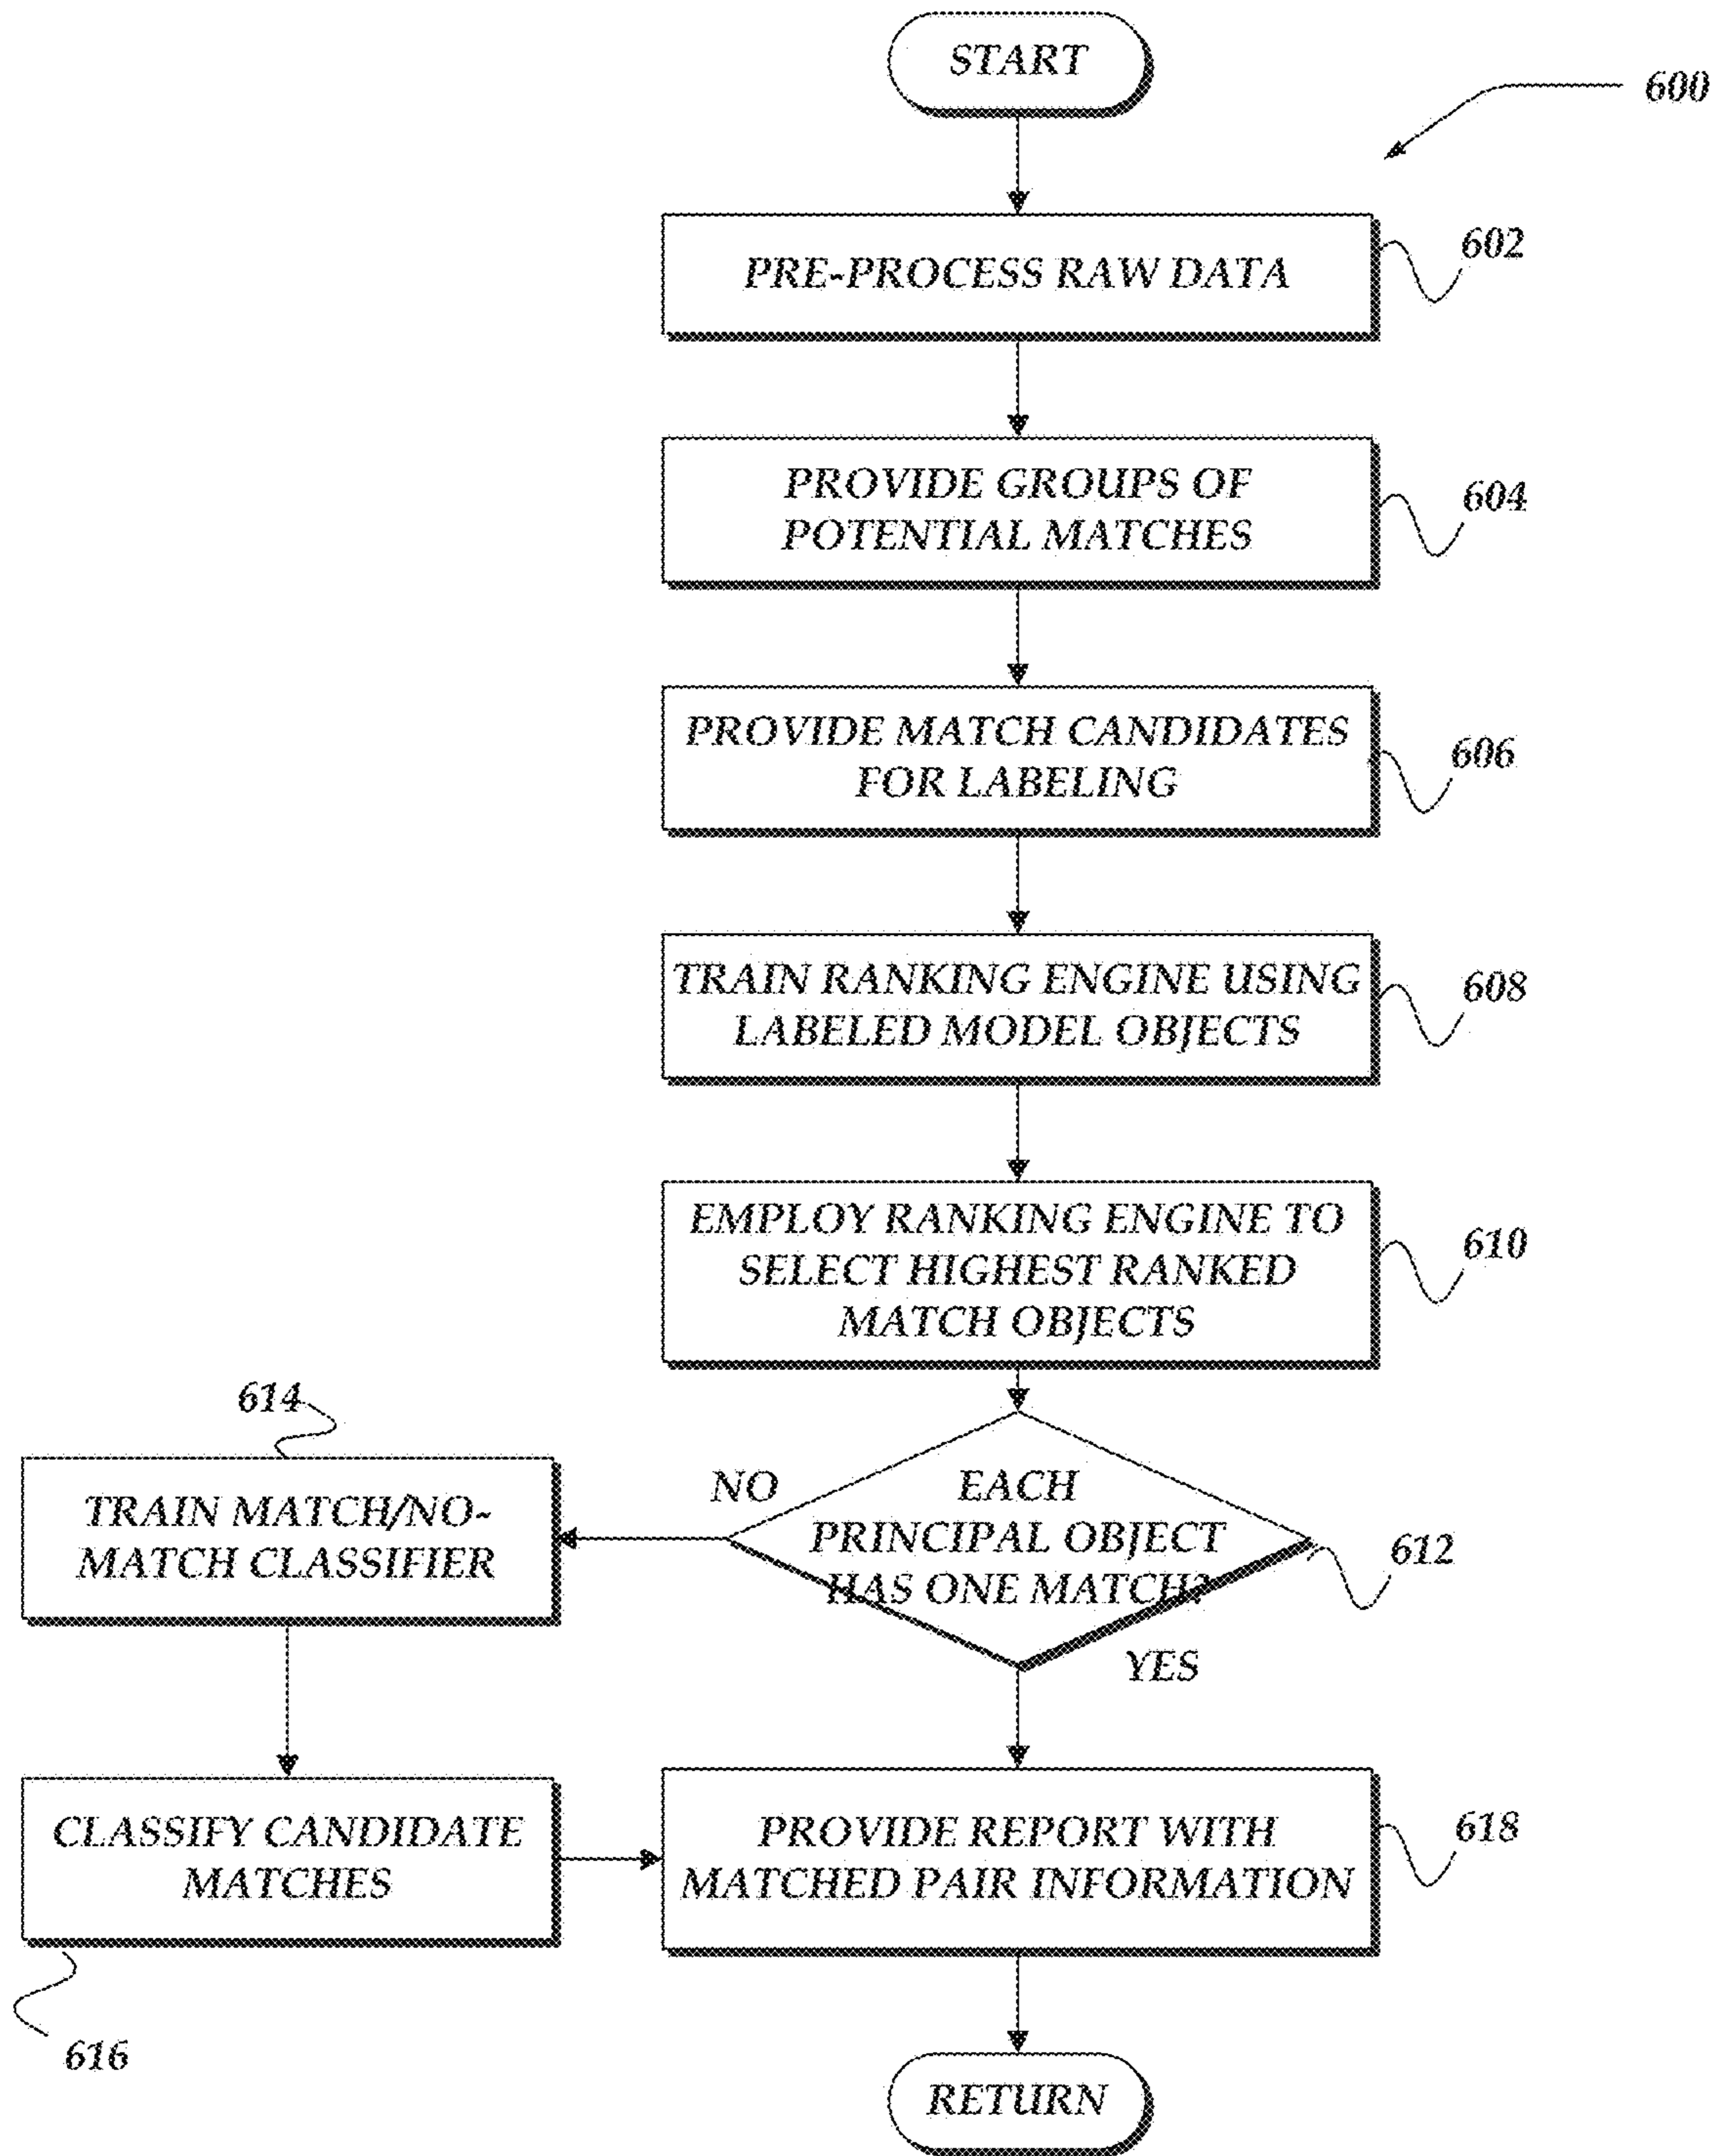 START
600
PRE-PROCESS RAW DATA
602
PROVIDE GROUPS OF
POTENTIAL MATCHES
604
PROVIDE MATCH CANDIDATES
FOR LABELING
606
TRAIN RANKING ENGINE USING
LABELED MODEL OBJECTS
608
EMPLOY RANKING ENGINE TO
SELECT HIGHEST RANKED
MATCH OBJECTS
610
EACH
PRINCIPAL OBJECT
HAS ONE MATCH?
612
NO
YES
614
TRAIN MATCH/NO-
MATCH CLASSIFIER
CLASSIFY CANDIDATE
MATCHES
616
PROVIDE REPORT WITH
MATCHED PAIR INFORMATION
618
RETURN